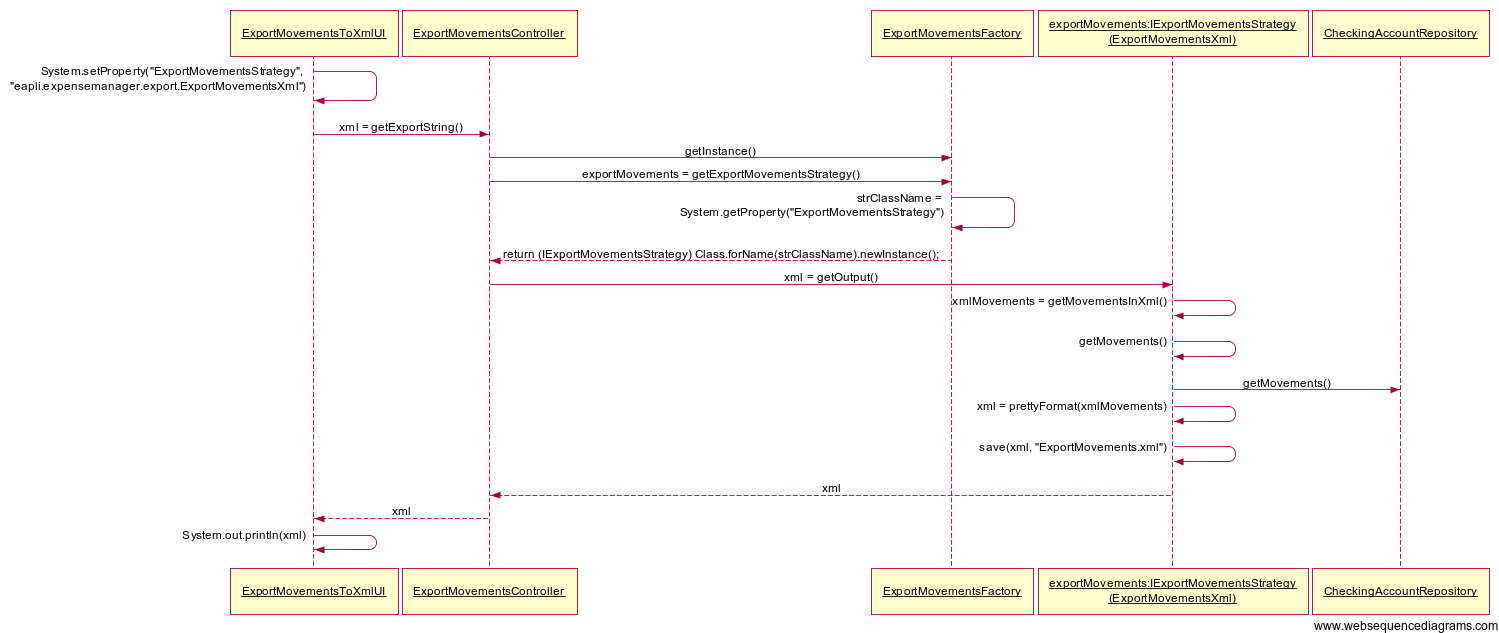 ExportMovementsToXmlUI
ExportMovementsController
ExportMovementsFactory
exportMovements:IExportMovementsStrategy
(ExportMovementsXml)
CheckingAccountRepository
System.setProperty("ExportMovementsStrategy",
"eapli.expensemanager.export.ExportMovementsXml")
xml = getExportString()
getInstance()
exportMovements = getExportMovementsStrategy()
strClassName =
System.getProperty("ExportMovementsStrategy")
return (IExportMovementsStrategy) Class.forName(strClassName).newInstance();
xml = getOutput()
xmlMovements = getMovementsInXml()
getMovements()
getMovements()
xml = prettyFormat(xmlMovements)
save(xml, "ExportMovements.xml")
xml
xml
System.out.println(xml)
ExportMovementsToXmlUI
ExportMovementsController
ExportMovementsFactory
exportMovements:IExportMovementsStrategy
(ExportMovementsXml)
CheckingAccountRepository
www.websequencediagrams.com